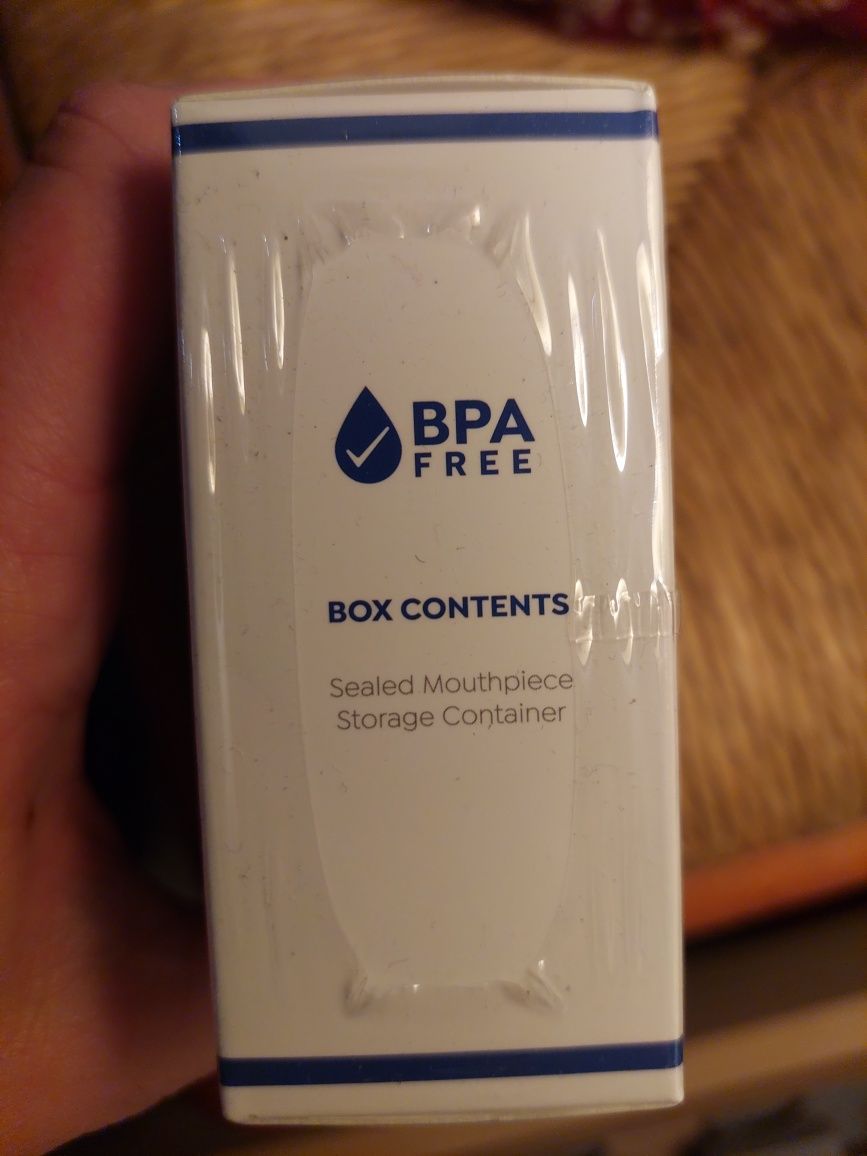 BPA
FREE
BOX CONTENTS
Sealed Mouthpiece
Storage Container